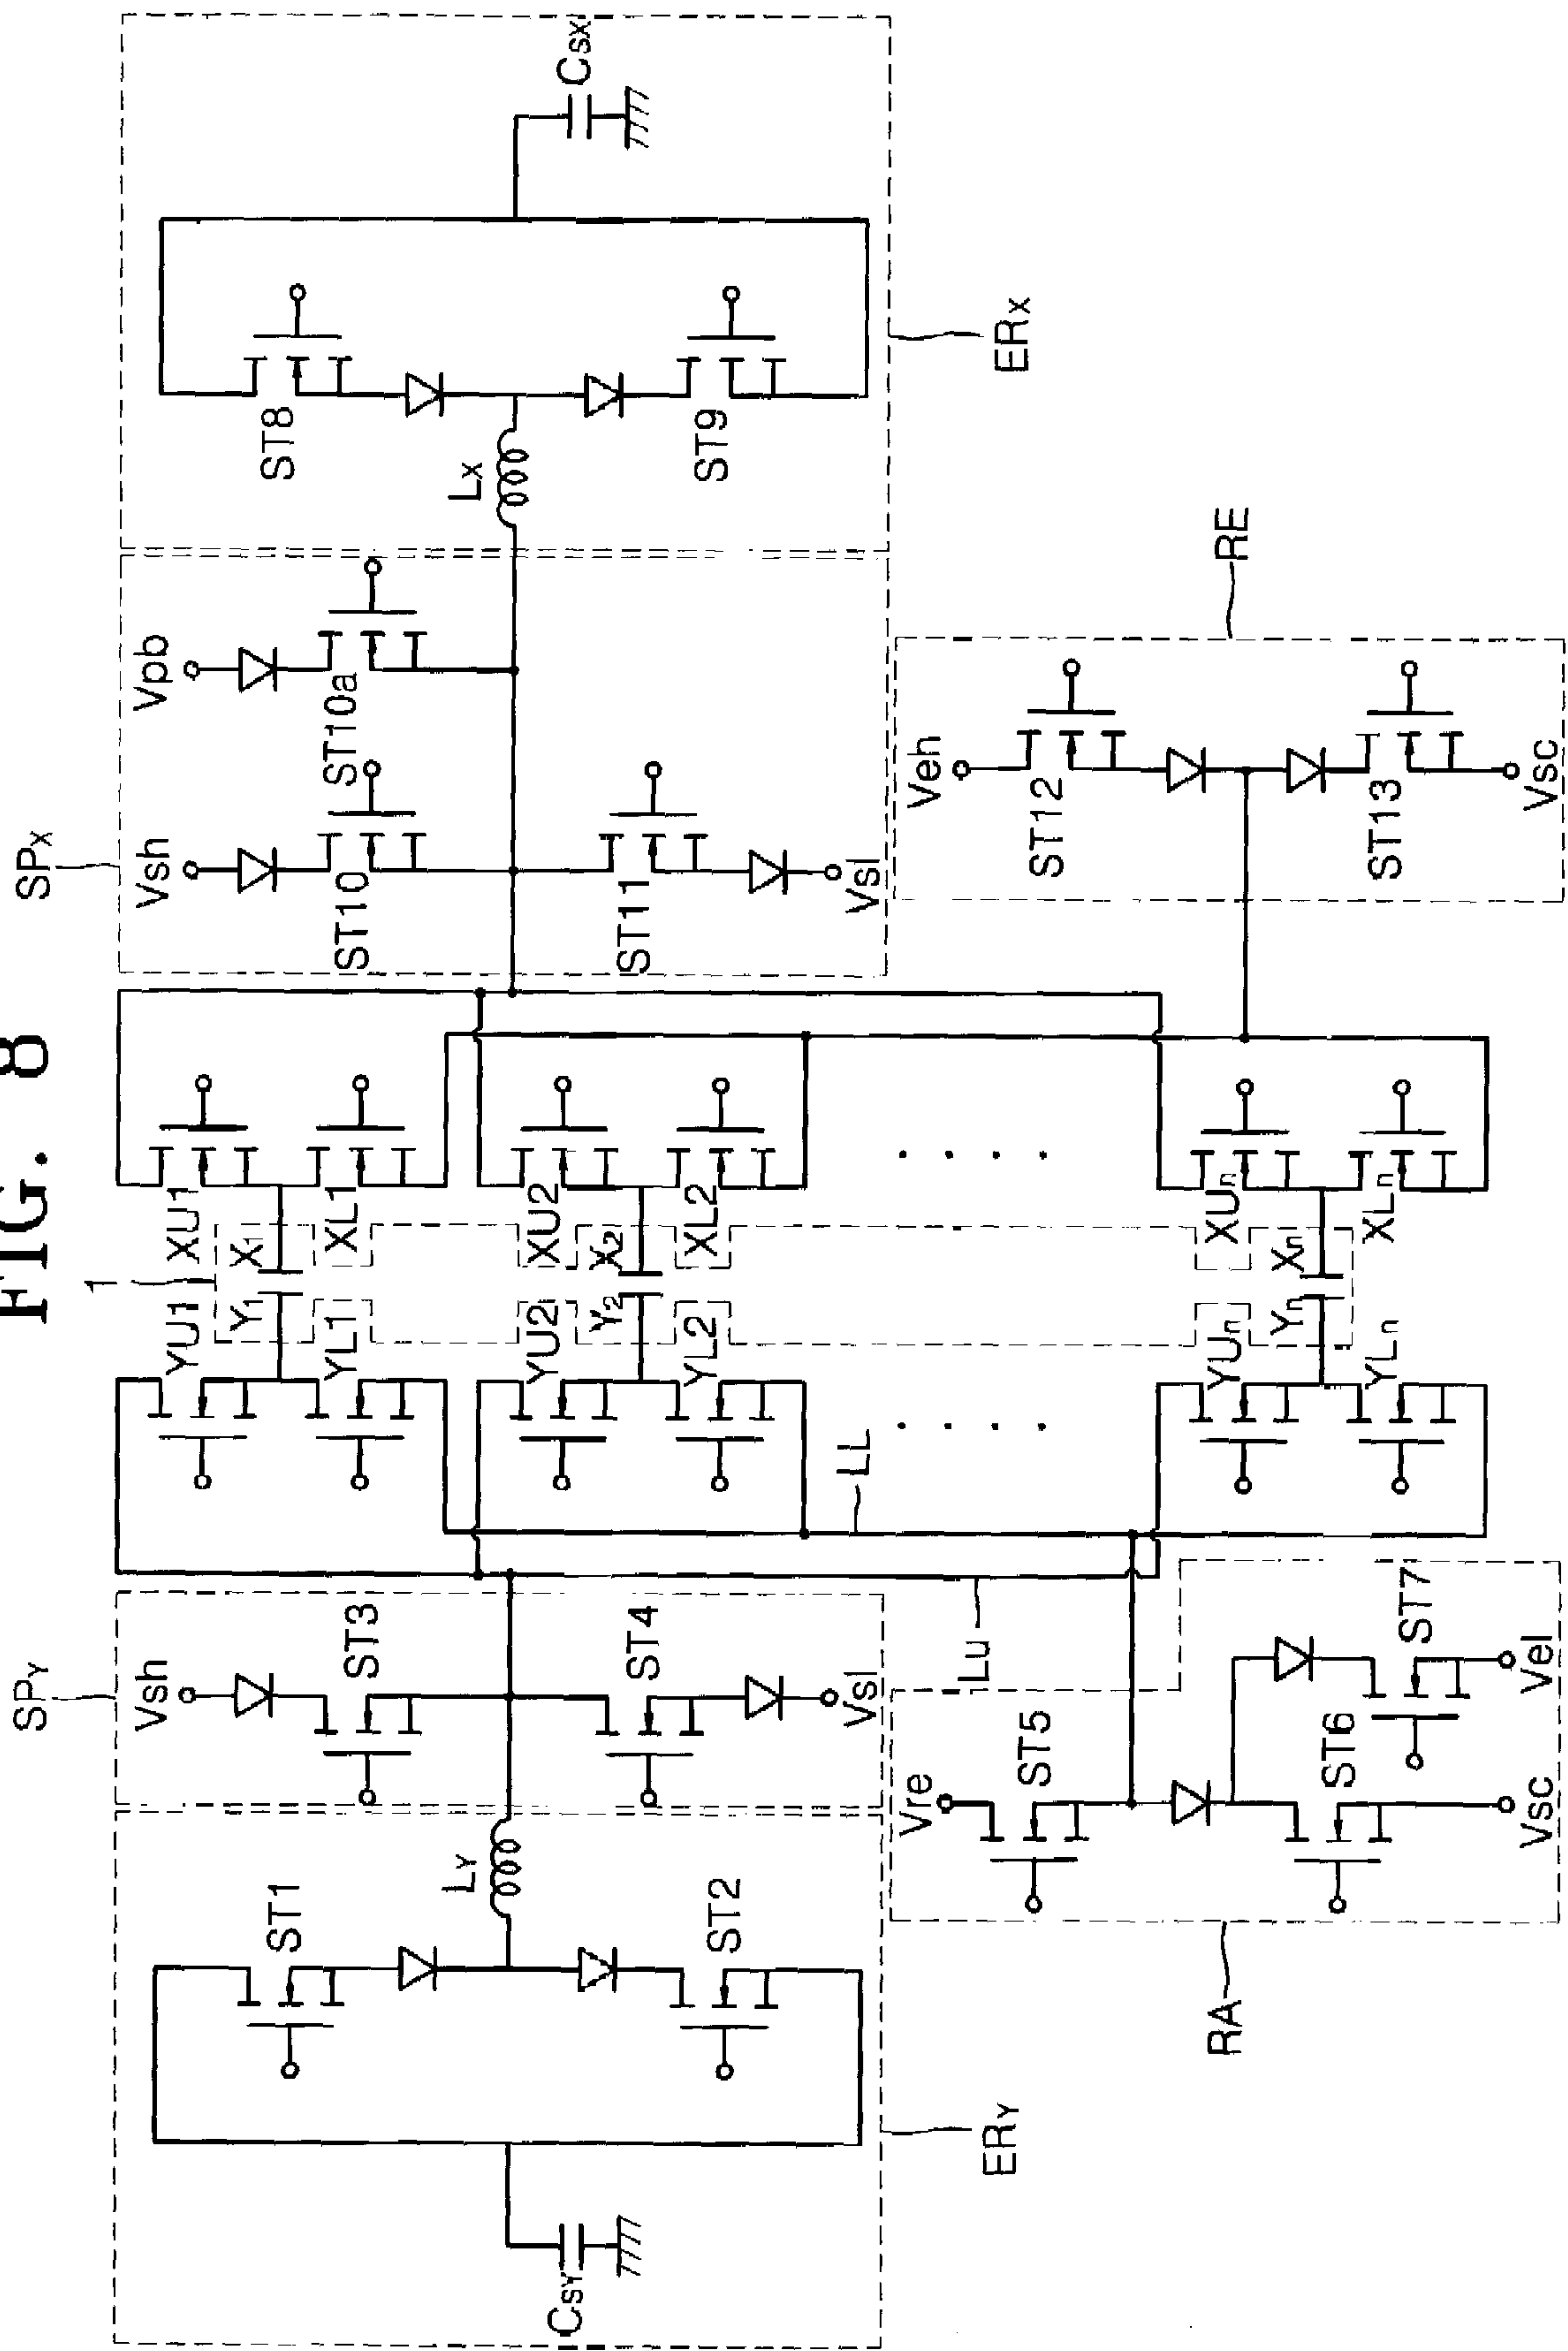 FIG. 8
SPY
SPX
1
Vsh
ST3
ST4
Vsl
ST1
LY
ST2
CSY
ERY
YU1
Y1
X1
XU1
YL1
XL1
YU2
Y2
X2
XU2
YL2
XL2
. . . .
. . . .
YUn
Yn
Xn
XUn
YLn
XLn
LL
Lu
Vsh
Vpb
ST10
ST10a
ST11
Vsl
ST8
LX
ST9
CSX
ERX
Vre
ST5
ST6
ST7
Vsc
Vel
RA
Veh
ST12
ST13
Vsc
RE